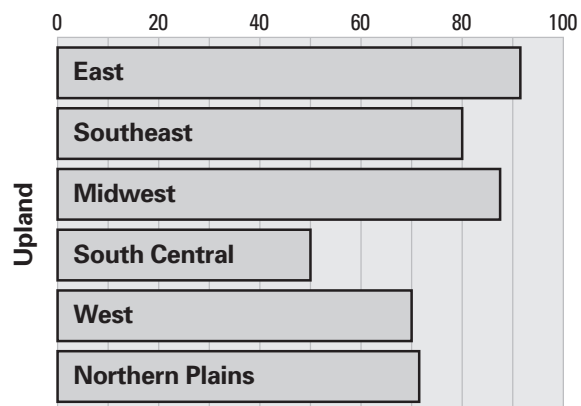 0 20 40 60 80 100
Upland
East
Southeast
Midwest
South Central
West
Northern Plains